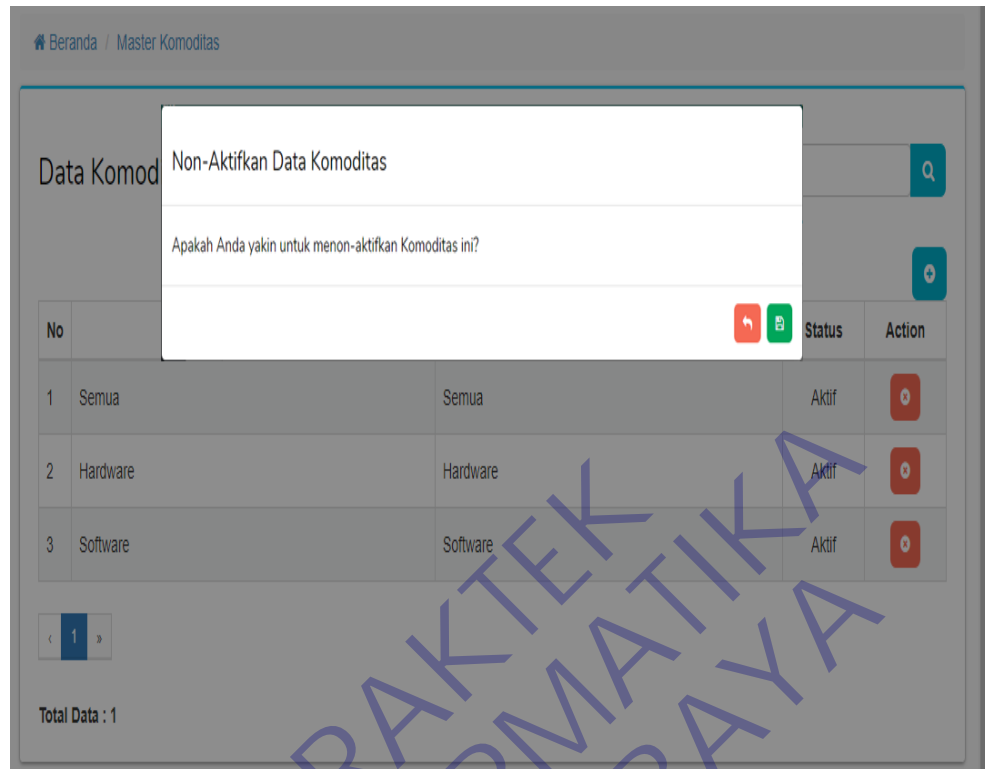 Beranda / Master Komoditas
Data Komod
Non-Aktifkan Data Komoditas
Apakah Anda yakin untuk menon-aktifkan Komoditas ini?
No Status Action
1 Semua Semua Aktif
2 Hardware Hardware Aktif
3 Software Software Aktif
‹ 1 »
Total Data : 1
RAKTEK
RMATIKA
RAYA